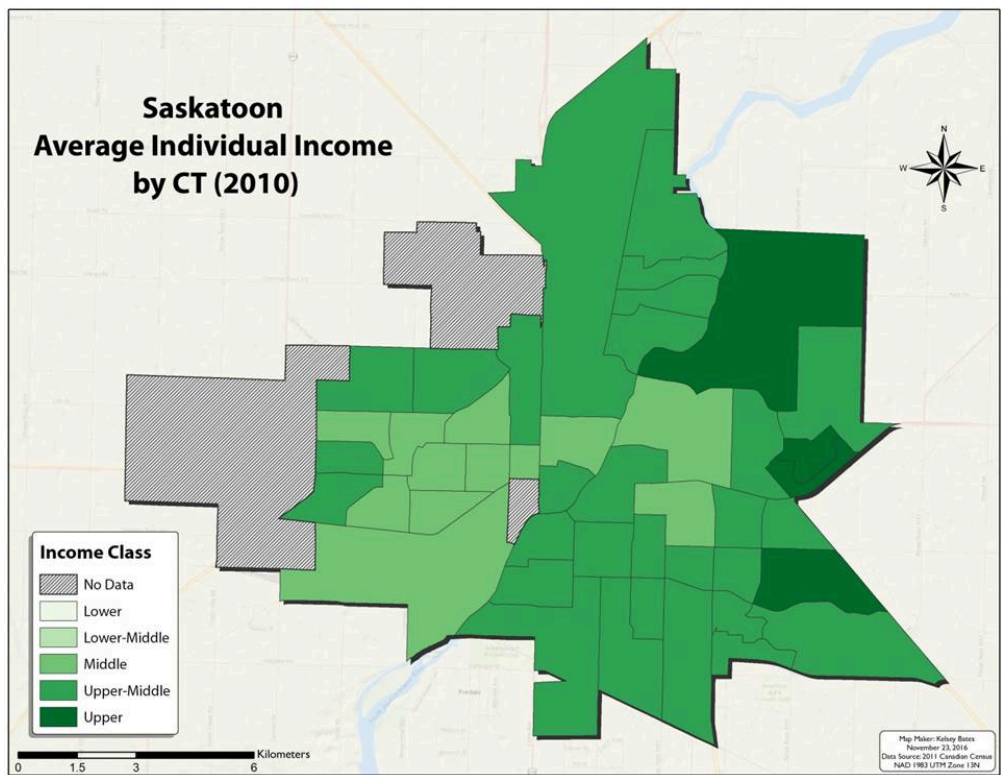 Saskatoon
Average Individual Income
by CT (2010)
N
W
E
S
Income Class
No Data
Lower
Lower-Middle
Middle
Upper-Middle
Upper
Kilometers
0 1.5 3 6
Map Maker: Kelsey Bates
November 23, 2016
Data Source: 2011 Canadian Census
NAD 1983 UTM Zone 13N